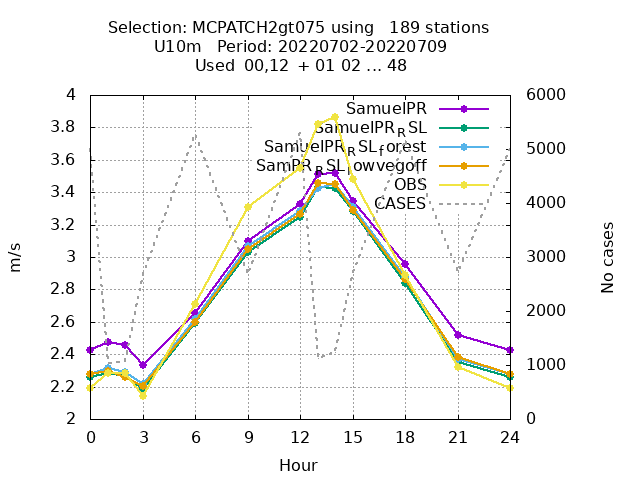 Selection: MCPATCH2gt075 using   189 stations
U10m   Period: 20220702-20220709
Used  00,12  + 01 02 ... 48
4
3.8
3.6
3.4
3.2
3
2.8
2.6
2.4
2.2
2
6000
5000
4000
3000
2000
1000
0
SamuelPR
SamuelPR_RSL
SamuelPR_RSL_forest
SamPR_RSL_lowvegoff
OBS
CASES
m/s
No cases
0 3 6 9 12 15 18 21 24
Hour